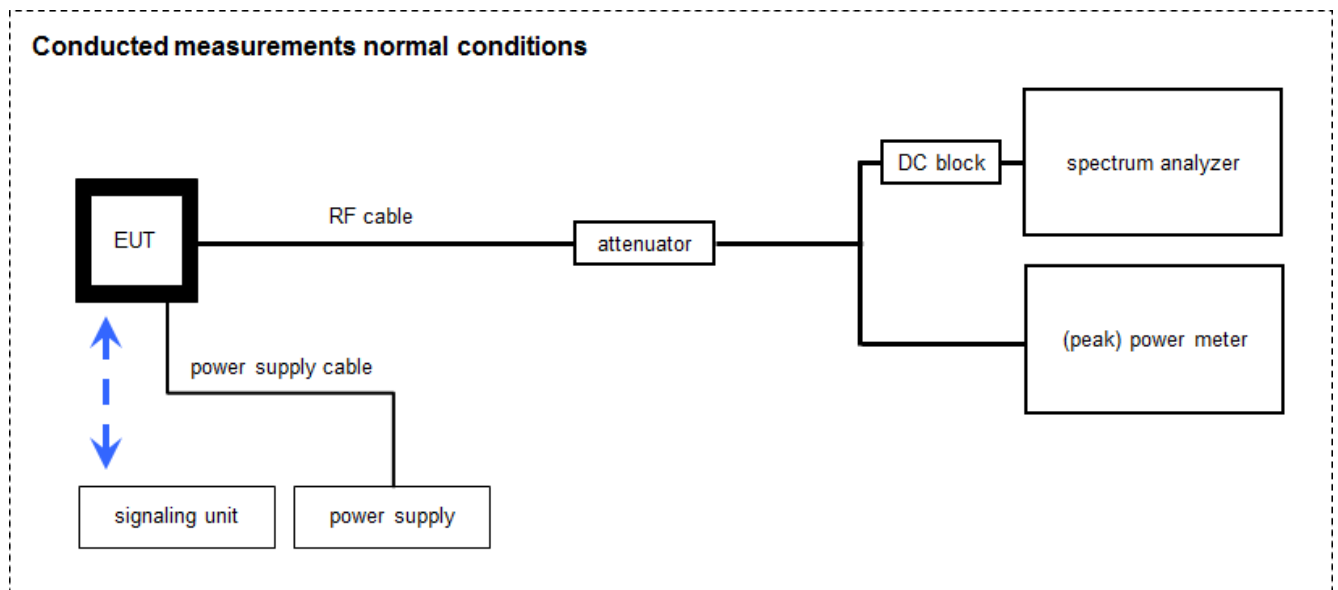 Conducted measurements normal conditions
DC block
spectrum analyzer
RF cable
EUT
attenuator
(peak) power meter
power supply cable
signaling unit
power supply